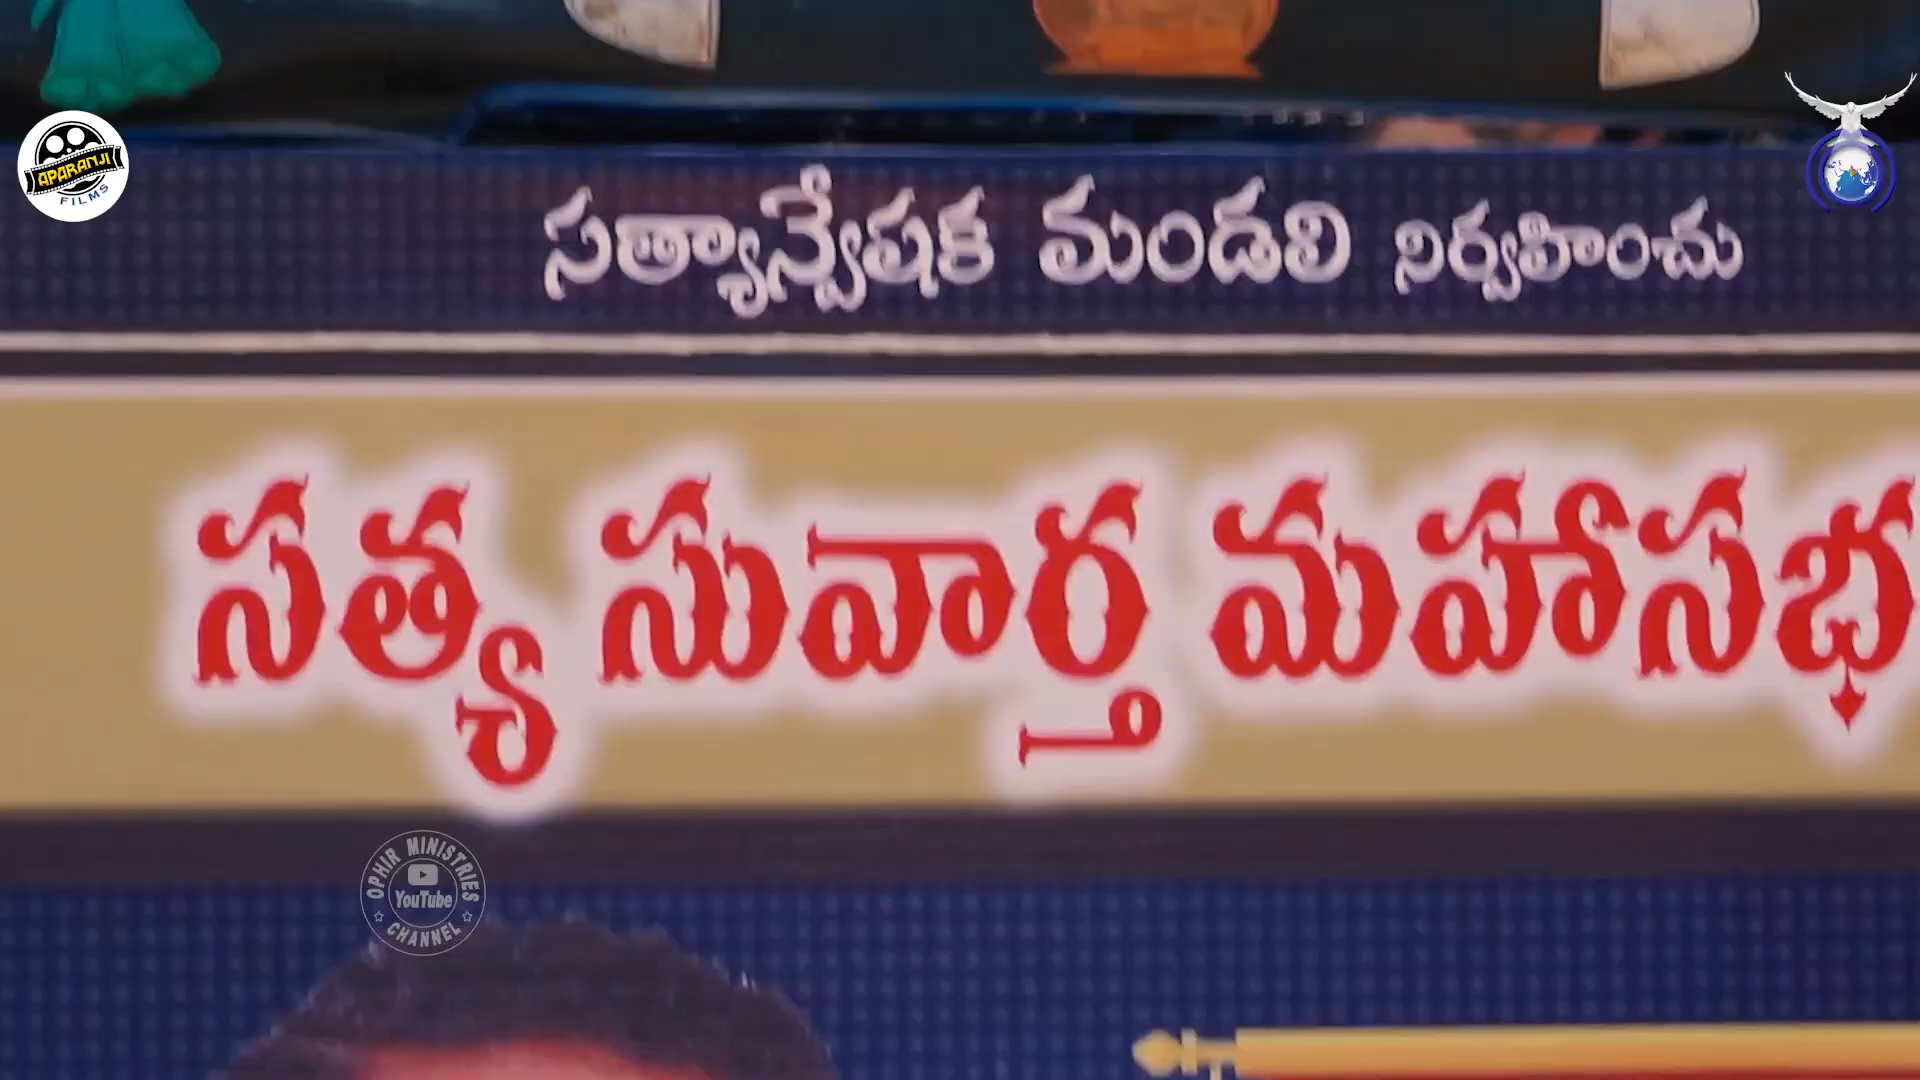 సత్యాన్వేషక మండలి నిర్వహించు
సత్య సువార్త మహాసభ
APARANJI
FILMS
OPHIR MINISTRIES
YouTube
CHANNEL